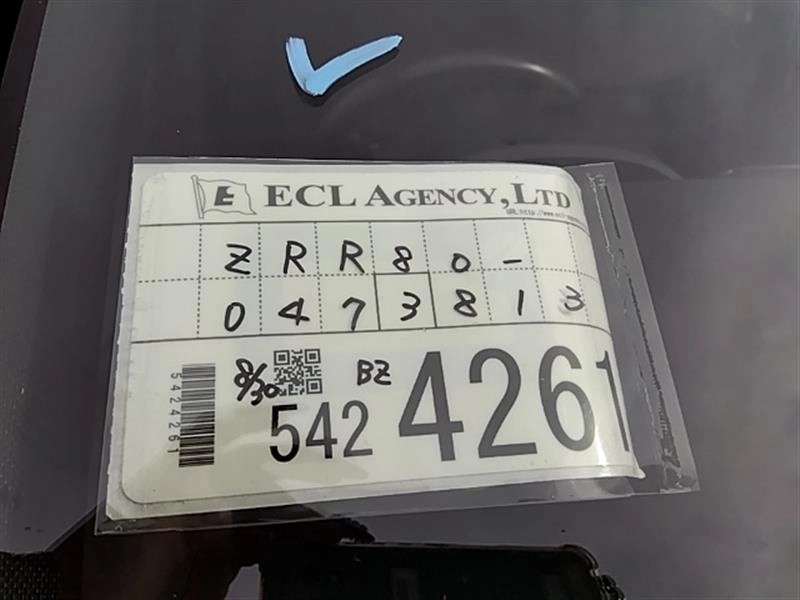 E ECL AGENCY, LTD
ZRR80-
0473813
8/30 BZ
542 4261
5424261